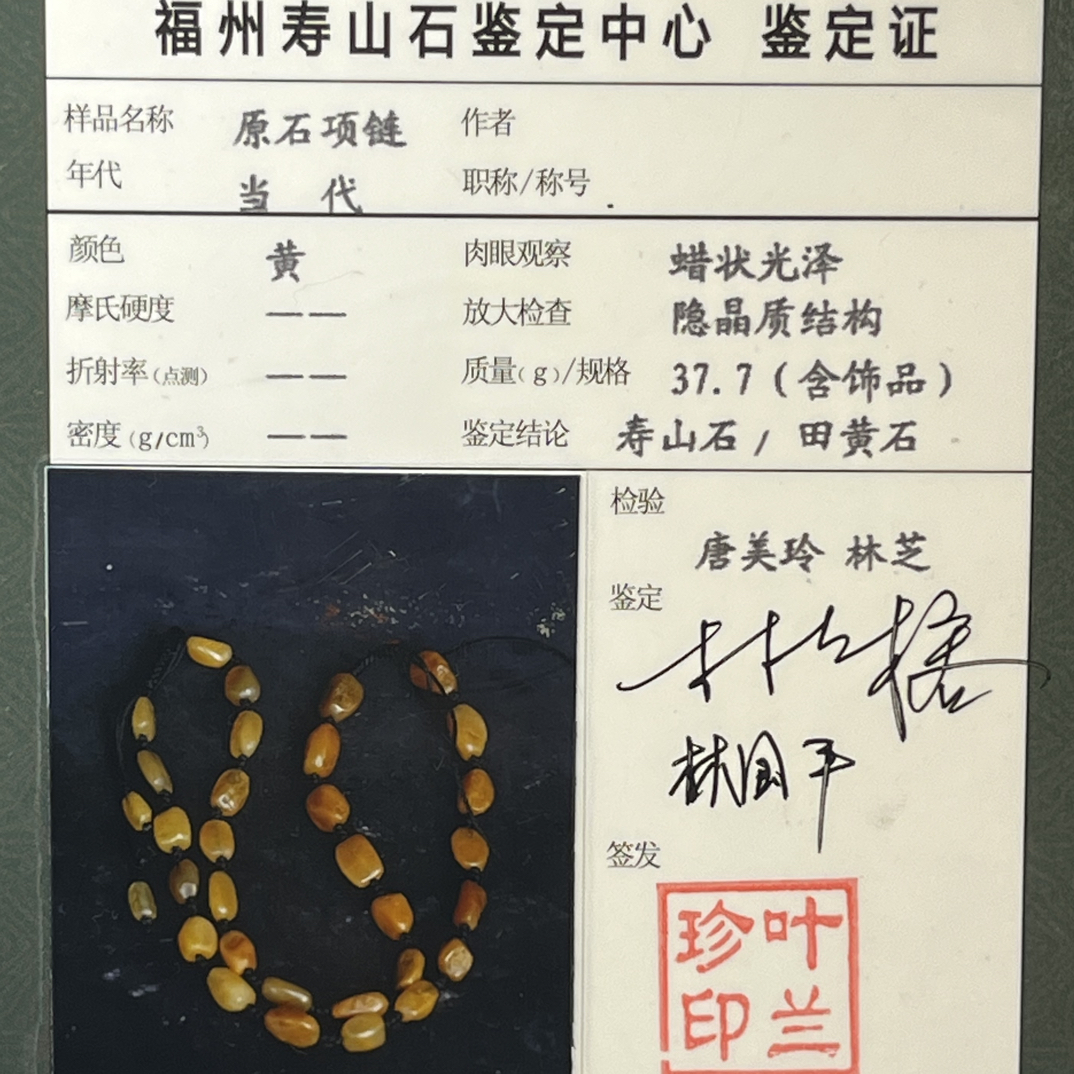 福州寿山石鉴定中心 鉴定证
样品名称 原石项链 作者
年代 当代 职称/称号
颜色 黄 肉眼观察 蜡状光泽
摩氏硬度 —— 放大检查 隐晶质结构
折射率(点测) —— 质量(g)/规格 37.7(含饰品)
密度(g/cm³) —— 鉴定结论 寿山石/田黄石
检验
唐美玲 林芝
鉴定
林国平
签发
叶兰珍印